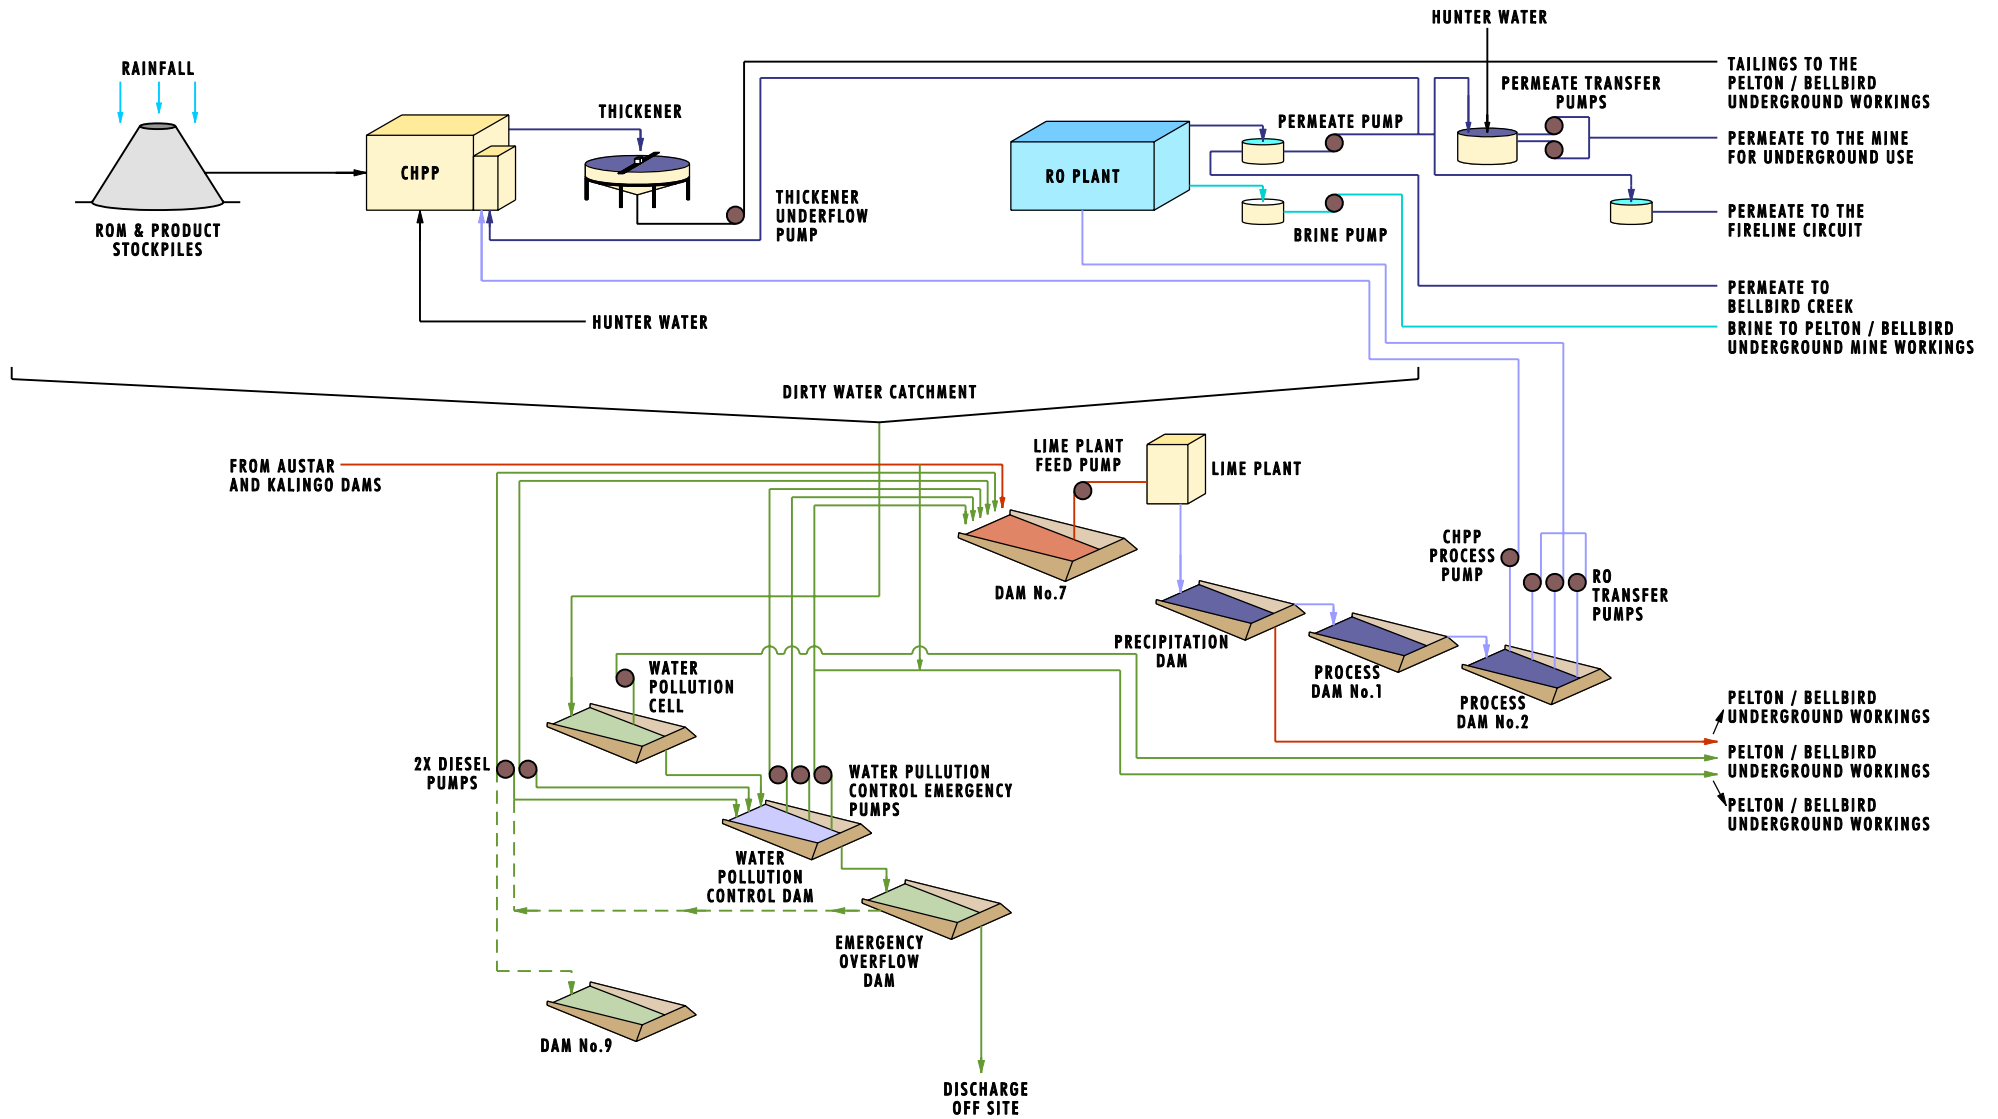 HUNTER WATER
RAINFALL
TAILINGS TO THE
PELTON / BELLBIRD
UNDERGROUND WORKINGS
PERMEATE TRANSFER
PUMPS
THICKENER
PERMEATE PUMP
PERMEATE TO THE MINE
FOR UNDERGROUND USE
CHPP
RO PLANT
THICKENER
UNDERFLOW
PUMP
ROM & PRODUCT
STOCKPILES
BRINE PUMP
PERMEATE TO THE
FIRELINE CIRCUIT
PERMEATE TO
BELLBIRD CREEK
HUNTER WATER
BRINE TO PELTON / BELLBIRD
UNDERGROUND MINE WORKINGS
DIRTY WATER CATCHMENT
FROM AUSTAR
AND KALINGO DAMS
LIME PLANT
FEED PUMP
LIME PLANT
CHPP
PROCESS
PUMP
DAM No.7
RO
TRANSFER
PUMPS
PRECIPITATION
DAM
PROCESS
DAM No.1
PROCESS
DAM No.2
WATER
POLLUTION
CELL
PELTON / BELLBIRD
UNDERGROUND WORKINGS
PELTON / BELLBIRD
UNDERGROUND WORKINGS
PELTON / BELLBIRD
UNDERGROUND WORKINGS
2X DIESEL
PUMPS
WATER PULLUTION
CONTROL EMERGENCY
PUMPS
WATER
POLLUTION
CONTROL DAM
EMERGENCY
OVERFLOW
DAM
DAM No.9
DISCHARGE
OFF SITE